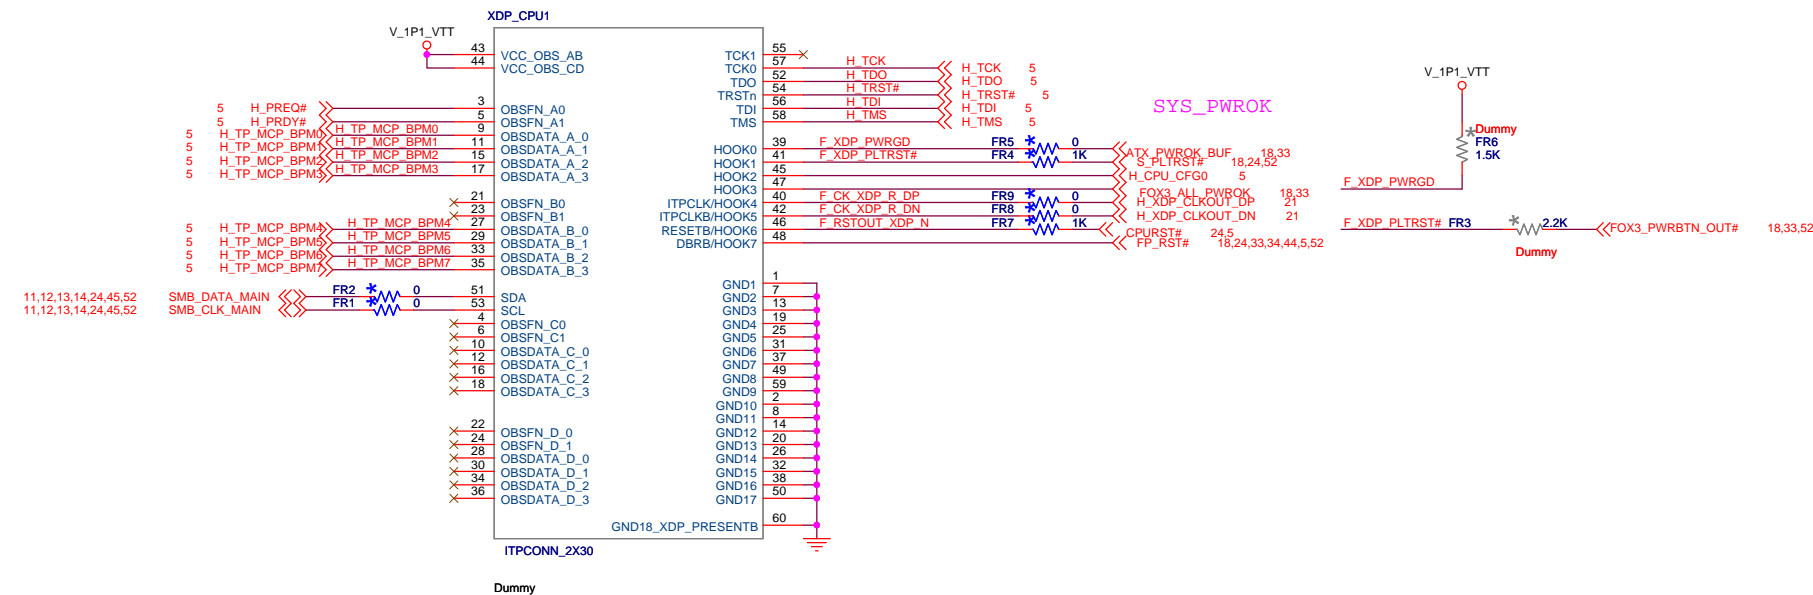 XDP_CPU1
V_1P1_VTT
43 VCC_OBS_AB
44 VCC_OBS_CD
5 H_PREQ# 3 OBSFN_A0
5 H_PRDY# 5 OBSFN_A1
5 H_TP_MCP_BPM0 H_TP_MCP_BPM0 9 OBSDATA_A_0
5 H_TP_MCP_BPM1 H_TP_MCP_BPM1 11 OBSDATA_A_1
5 H_TP_MCP_BPM2 H_TP_MCP_BPM2 15 OBSDATA_A_2
5 H_TP_MCP_BPM3 H_TP_MCP_BPM3 17 OBSDATA_A_3
21 OBSFN_B0
23 OBSFN_B1
5 H_TP_MCP_BPM4 H_TP_MCP_BPM4 27 OBSDATA_B_0
5 H_TP_MCP_BPM5 H_TP_MCP_BPM5 29 OBSDATA_B_1
5 H_TP_MCP_BPM6 H_TP_MCP_BPM6 33 OBSDATA_B_2
5 H_TP_MCP_BPM7 H_TP_MCP_BPM7 35 OBSDATA_B_3
11,12,13,14,24,45,52 SMB_DATA_MAIN FR2 * 0 51 SDA
11,12,13,14,24,45,52 SMB_CLK_MAIN FR1 * 0 53 SCL
4 OBSFN_C0
6 OBSFN_C1
10 OBSDATA_C_0
12 OBSDATA_C_1
16 OBSDATA_C_2
18 OBSDATA_C_3
22 OBSFN_D_0
24 OBSFN_D_1
28 OBSDATA_D_0
30 OBSDATA_D_1
34 OBSDATA_D_2
36 OBSDATA_D_3
TCK1 55
TCK0 57 H_TCK H_TCK 5
TDO 52 H_TDO H_TDO 5
TRSTn 54 H_TRST# H_TRST# 5
TDI 56 H_TDI H_TDI 5
TMS 58 H_TMS H_TMS 5
HOOK0 39 F_XDP_PWRGD FR5 * 0 ATX_PWROK_BUF 18,33
HOOK1 41 F_XDP_PLTRST# FR4 * 1K S_PLTRST# 18,24,52
HOOK2 45 H_CPU_CFG0 5
HOOK3 47 FOX3_ALL_PWROK 18,33
ITPCLK/HOOK4 40 F_CK_XDP_R_DP FR9 * 0 H_XDP_CLKOUT_DP 21
ITPCLKB/HOOK5 42 F_CK_XDP_R_DN FR8 * 0 H_XDP_CLKOUT_DN 21
RESETB/HOOK6 46 F_RSTOUT_XDP_N FR7 * 1K CPURST# 24,5
DBRB/HOOK7 48 FP_RST# 18,24,33,34,44,5,52
GND1 1
GND2 7
GND3 13
GND4 19
GND5 25
GND6 31
GND7 37
GND8 49
GND9 59
GND10 2
GND11 8
GND12 14
GND13 20
GND14 26
GND15 32
GND16 38
GND17 50
GND18_XDP_PRESENTB 60
ITPCONN_2X30
Dummy
SYS_PWROK
V_1P1_VTT
* Dummy
FR6
1.5K
F_XDP_PWRGD
F_XDP_PLTRST# FR3 * 2.2K FOX3_PWRBTN_OUT# 18,33,52
Dummy